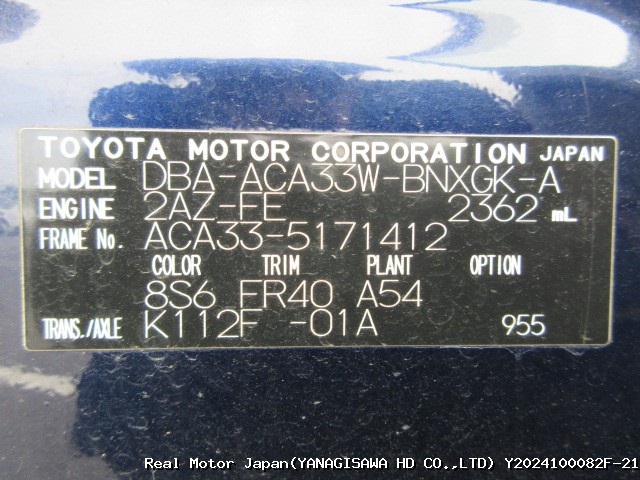 TOYOTA MOTOR CORPORATION JAPAN
MODEL DBA-ACA33W-BNXGK-A
ENGINE 2AZ-FE 2362 mL
FRAME No. ACA33-5171412
COLOR TRIM PLANT OPTION
8S6 FR40 A54
TRANS./AXLE K112F -01A 955
Real Motor Japan(YANAGISAWA HD CO.,LTD) Y2024100082F-21